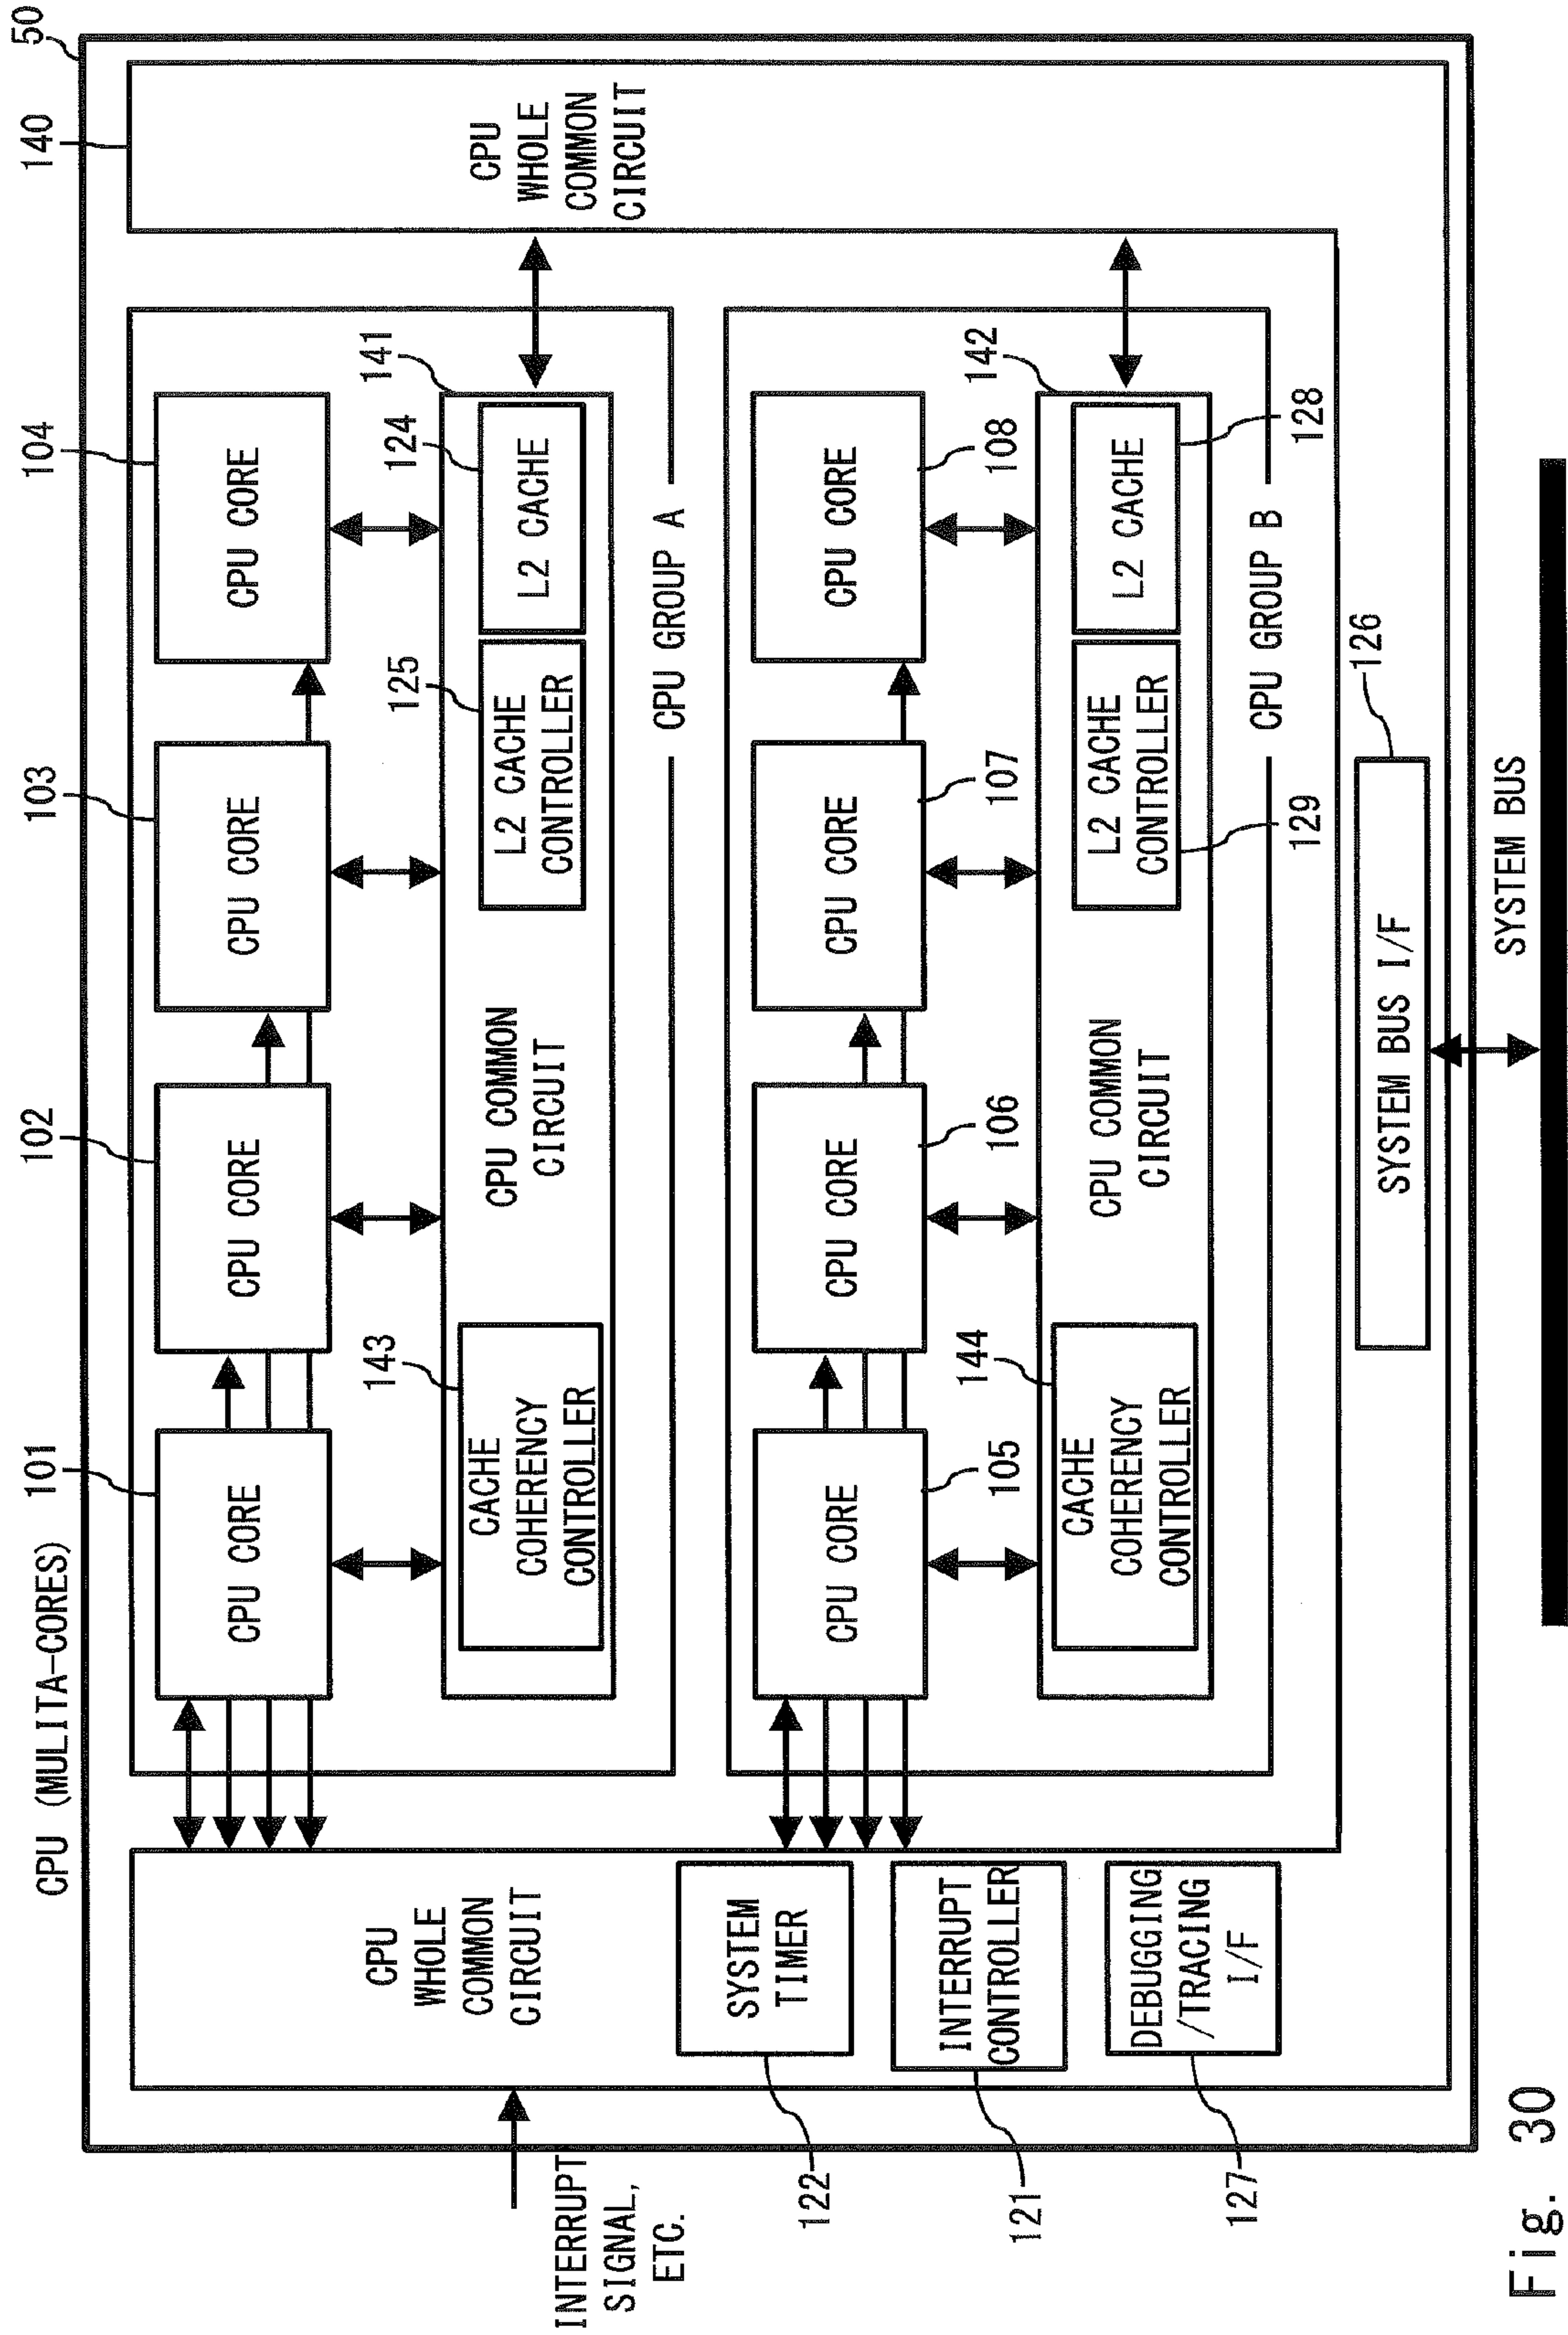 CPU (MULITA-CORES)
50
101
102
103
104
140
CPU CORE
CPU CORE
CPU CORE
CPU CORE
143
125
124
141
CACHE
COHERENCY
CONTROLLER
CPU COMMON
CIRCUIT
L2 CACHE
CONTROLLER
L2 CACHE
CPU GROUP A
CPU
WHOLE
COMMON
CIRCUIT
CPU
WHOLE
COMMON
CIRCUIT
INTERRUPT
SIGNAL,
ETC.
SYSTEM
TIMER
122
INTERRUPT
CONTROLLER
121
DEBUGGING
/TRACING
I/F
127
CPU CORE
CPU CORE
CPU CORE
CPU CORE
105
106
107
108
144
142
CACHE
COHERENCY
CONTROLLER
CPU COMMON
CIRCUIT
L2 CACHE
CONTROLLER
L2 CACHE
129
128
CPU GROUP B
126
SYSTEM BUS I/F
SYSTEM BUS
Fig. 30